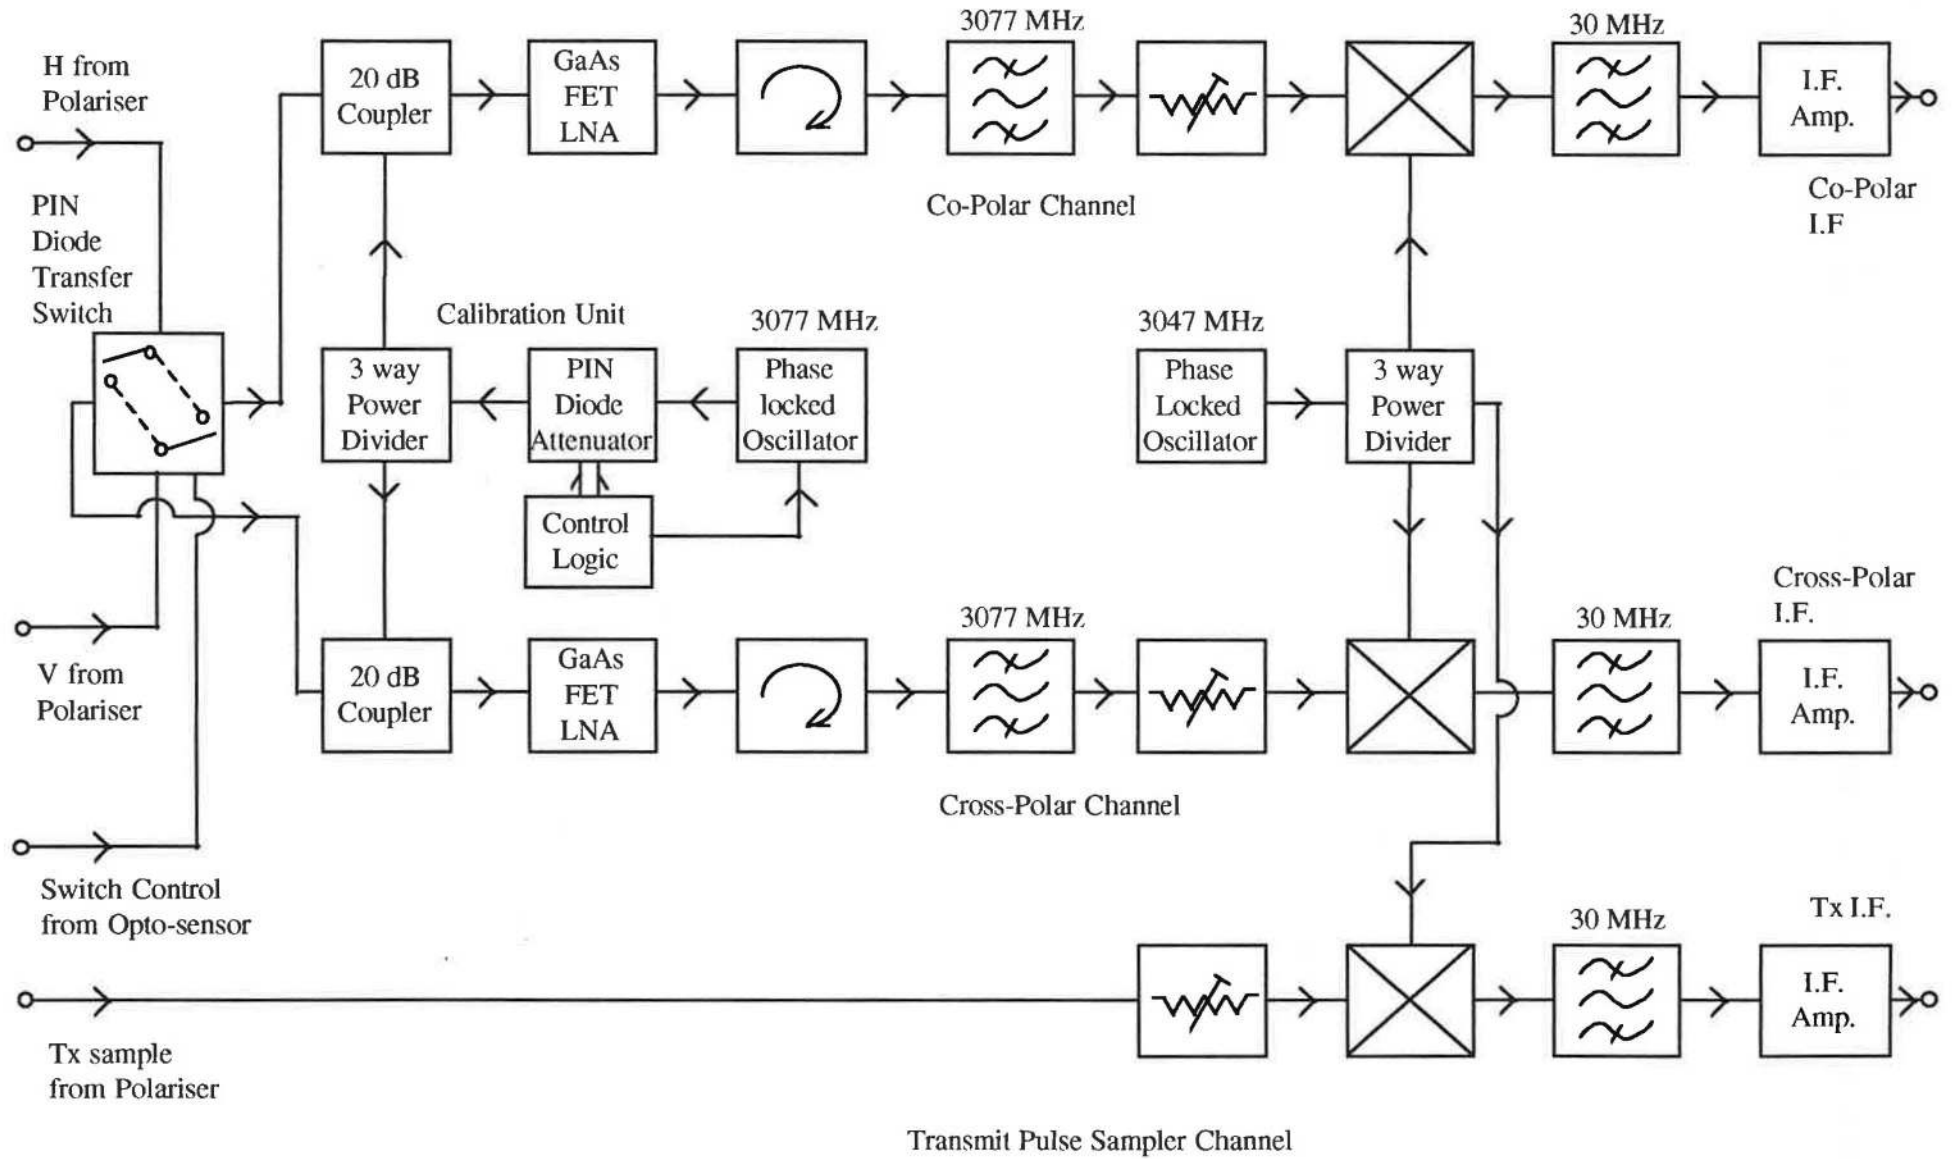 3077 MHz
30 MHz
H from
Polariser
20 dB
Coupler
GaAs
FET
LNA
I.F.
Amp.
Co-Polar
I.F
Co-Polar Channel
PIN
Diode
Transfer
Switch
Calibration Unit
3077 MHz
3047 MHz
3 way
Power
Divider
PIN
Diode
Attenuator
Phase
locked
Oscillator
Phase
Locked
Oscillator
3 way
Power
Divider
Control
Logic
Cross-Polar
I.F.
3077 MHz
30 MHz
V from
Polariser
20 dB
Coupler
GaAs
FET
LNA
I.F.
Amp.
Cross-Polar Channel
Switch Control
from Opto-sensor
30 MHz
Tx I.F.
I.F.
Amp.
Tx sample
from Polariser
Transmit Pulse Sampler Channel